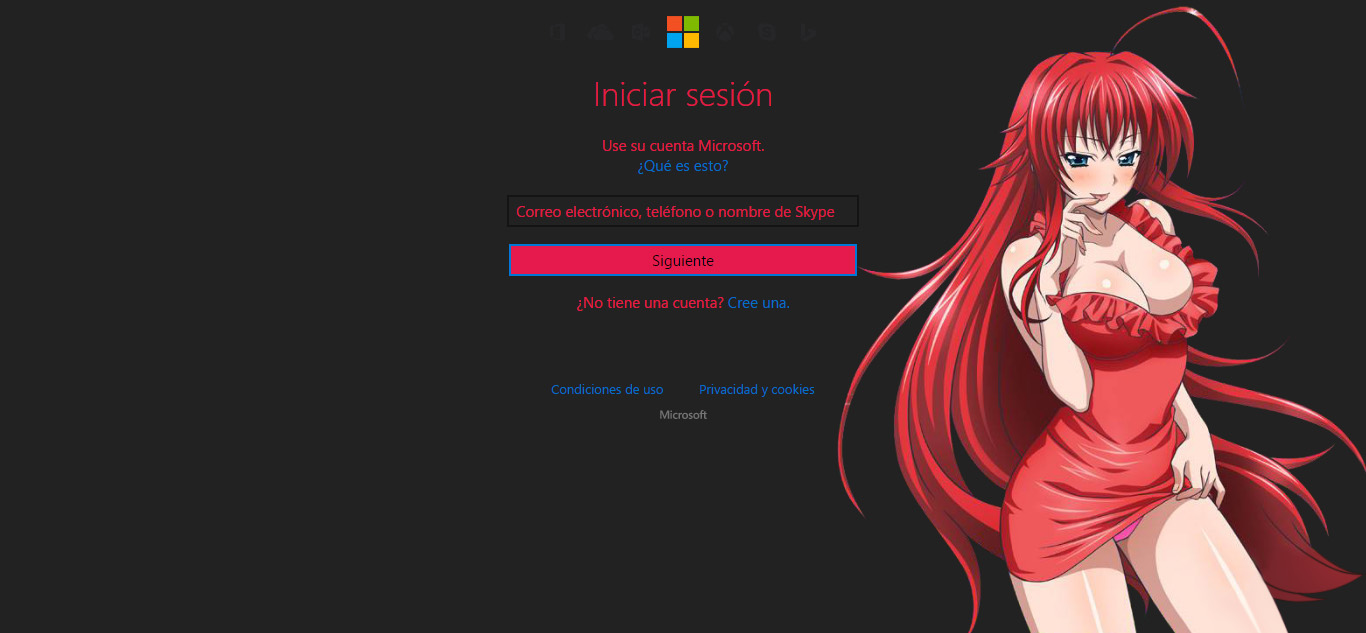 Iniciar sesión
Use su cuenta Microsoft.
¿Qué es esto?
Correo electrónico, teléfono o nombre de Skype
Siguiente
¿No tiene una cuenta? Cree una.
Condiciones de uso Privacidad y cookies
Microsoft